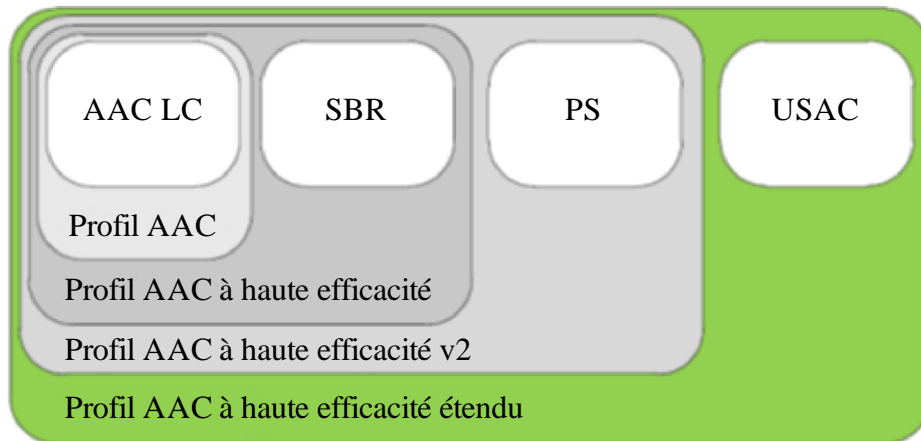 AAC LC
SBR
PS
USAC
Profil AAC
Profil AAC à haute efficacité
Profil AAC à haute efficacité v2
Profil AAC à haute efficacité étendu